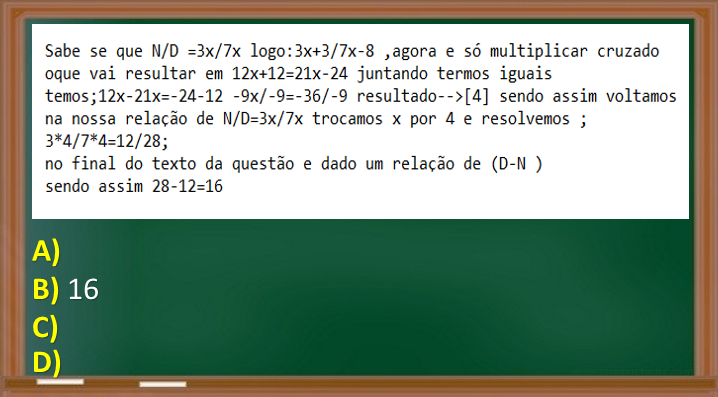 Sabe se que N/D =3x/7x logo:3x+3/7x-8 ,agora e só multiplicar cruzado
oque vai resultar em 12x+12=21x-24 juntando termos iguais
temos;12x-21x=-24-12 -9x/-9=-36/-9 resultado-->[4] sendo assim voltamos
na nossa relação de N/D=3x/7x trocamos x por 4 e resolvemos ;
3*4/7*4=12/28;
no final do texto da questão e dado um relação de (D-N )
sendo assim 28-12=16
A)
B) 16
C)
D)